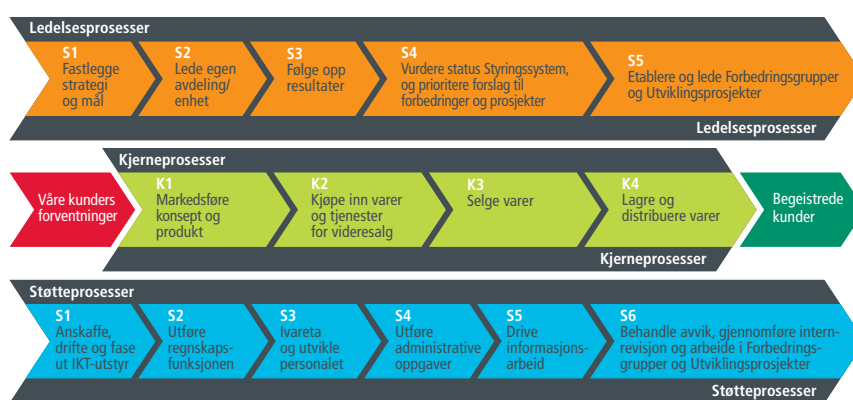 Ledelsesprosesser
S1
Fastlegge
strategi
og mål
S2
Lede egen
avdeling/
enhet
S3
Følge opp
resultater
S4
Vurdere status Styringssystem,
og prioritere forslag til
forbedringer og prosjekter
S5
Etablere og lede Forbedringsgrupper
og Utviklingsprosjekter
Ledelsesprosesser
Kjerneprosesser
Våre kunders
forventninger
K1
Markedsføre
konsept og
produkt
K2
Kjøpe inn varer
og tjenester
for videresalg
K3
Selge varer
K4
Lagre og
distribuere varer
Begeistrede
kunder
Kjerneprosesser
Støtteprosesser
S1
Anskaffe,
drifte og fase
ut IKT-utstyr
S2
Utføre
regnskaps-
funksjonen
S3
Ivareta
og utvikle
personalet
S4
Utføre
administrative
oppgaver
S5
Drive
informasjons-
arbeid
S6
Behandle avvik, gjennomføre intern-
revisjon og arbeide i Forbedrings-
grupper og Utviklingsprosjekter
Støtteprosesser